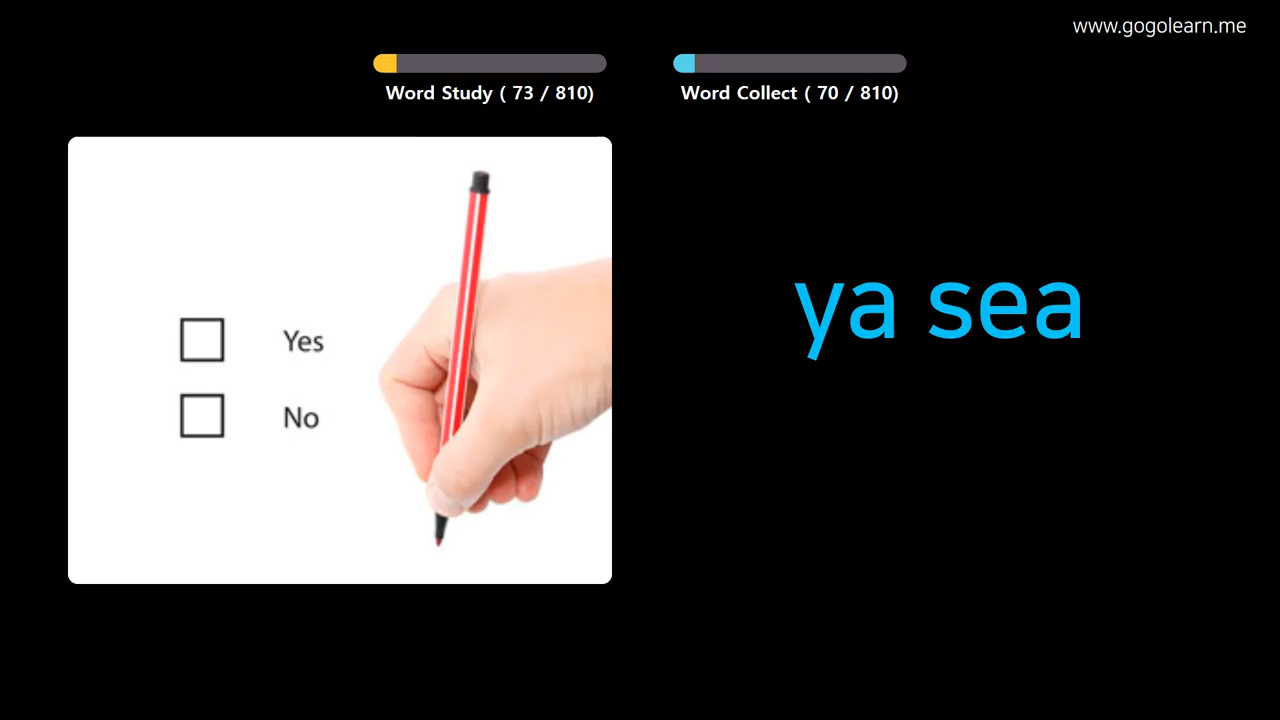 www.gogolearn.me
Word Study ( 73 / 810)
Word Collect ( 70 / 810)
Yes
No
ya sea